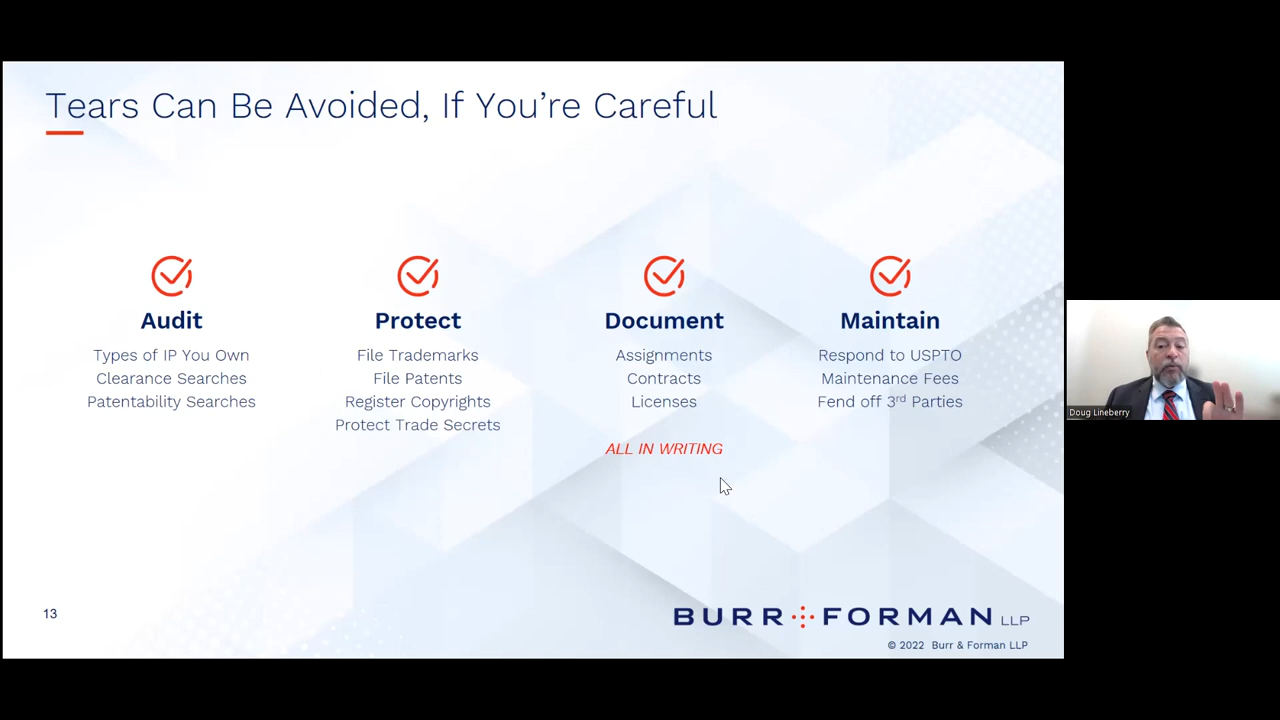 Tears Can Be Avoided, If You’re Careful
Audit
Types of IP You Own
Clearance Searches
Patentability Searches
Protect
File Trademarks
File Patents
Register Copyrights
Protect Trade Secrets
Document
Assignments
Contracts
Licenses
ALL IN WRITING
Maintain
Respond to USPTO
Maintenance Fees
Fend off 3rd Parties
Doug Lineberry
13
BURR FORMAN LLP
© 2022 Burr & Forman LLP